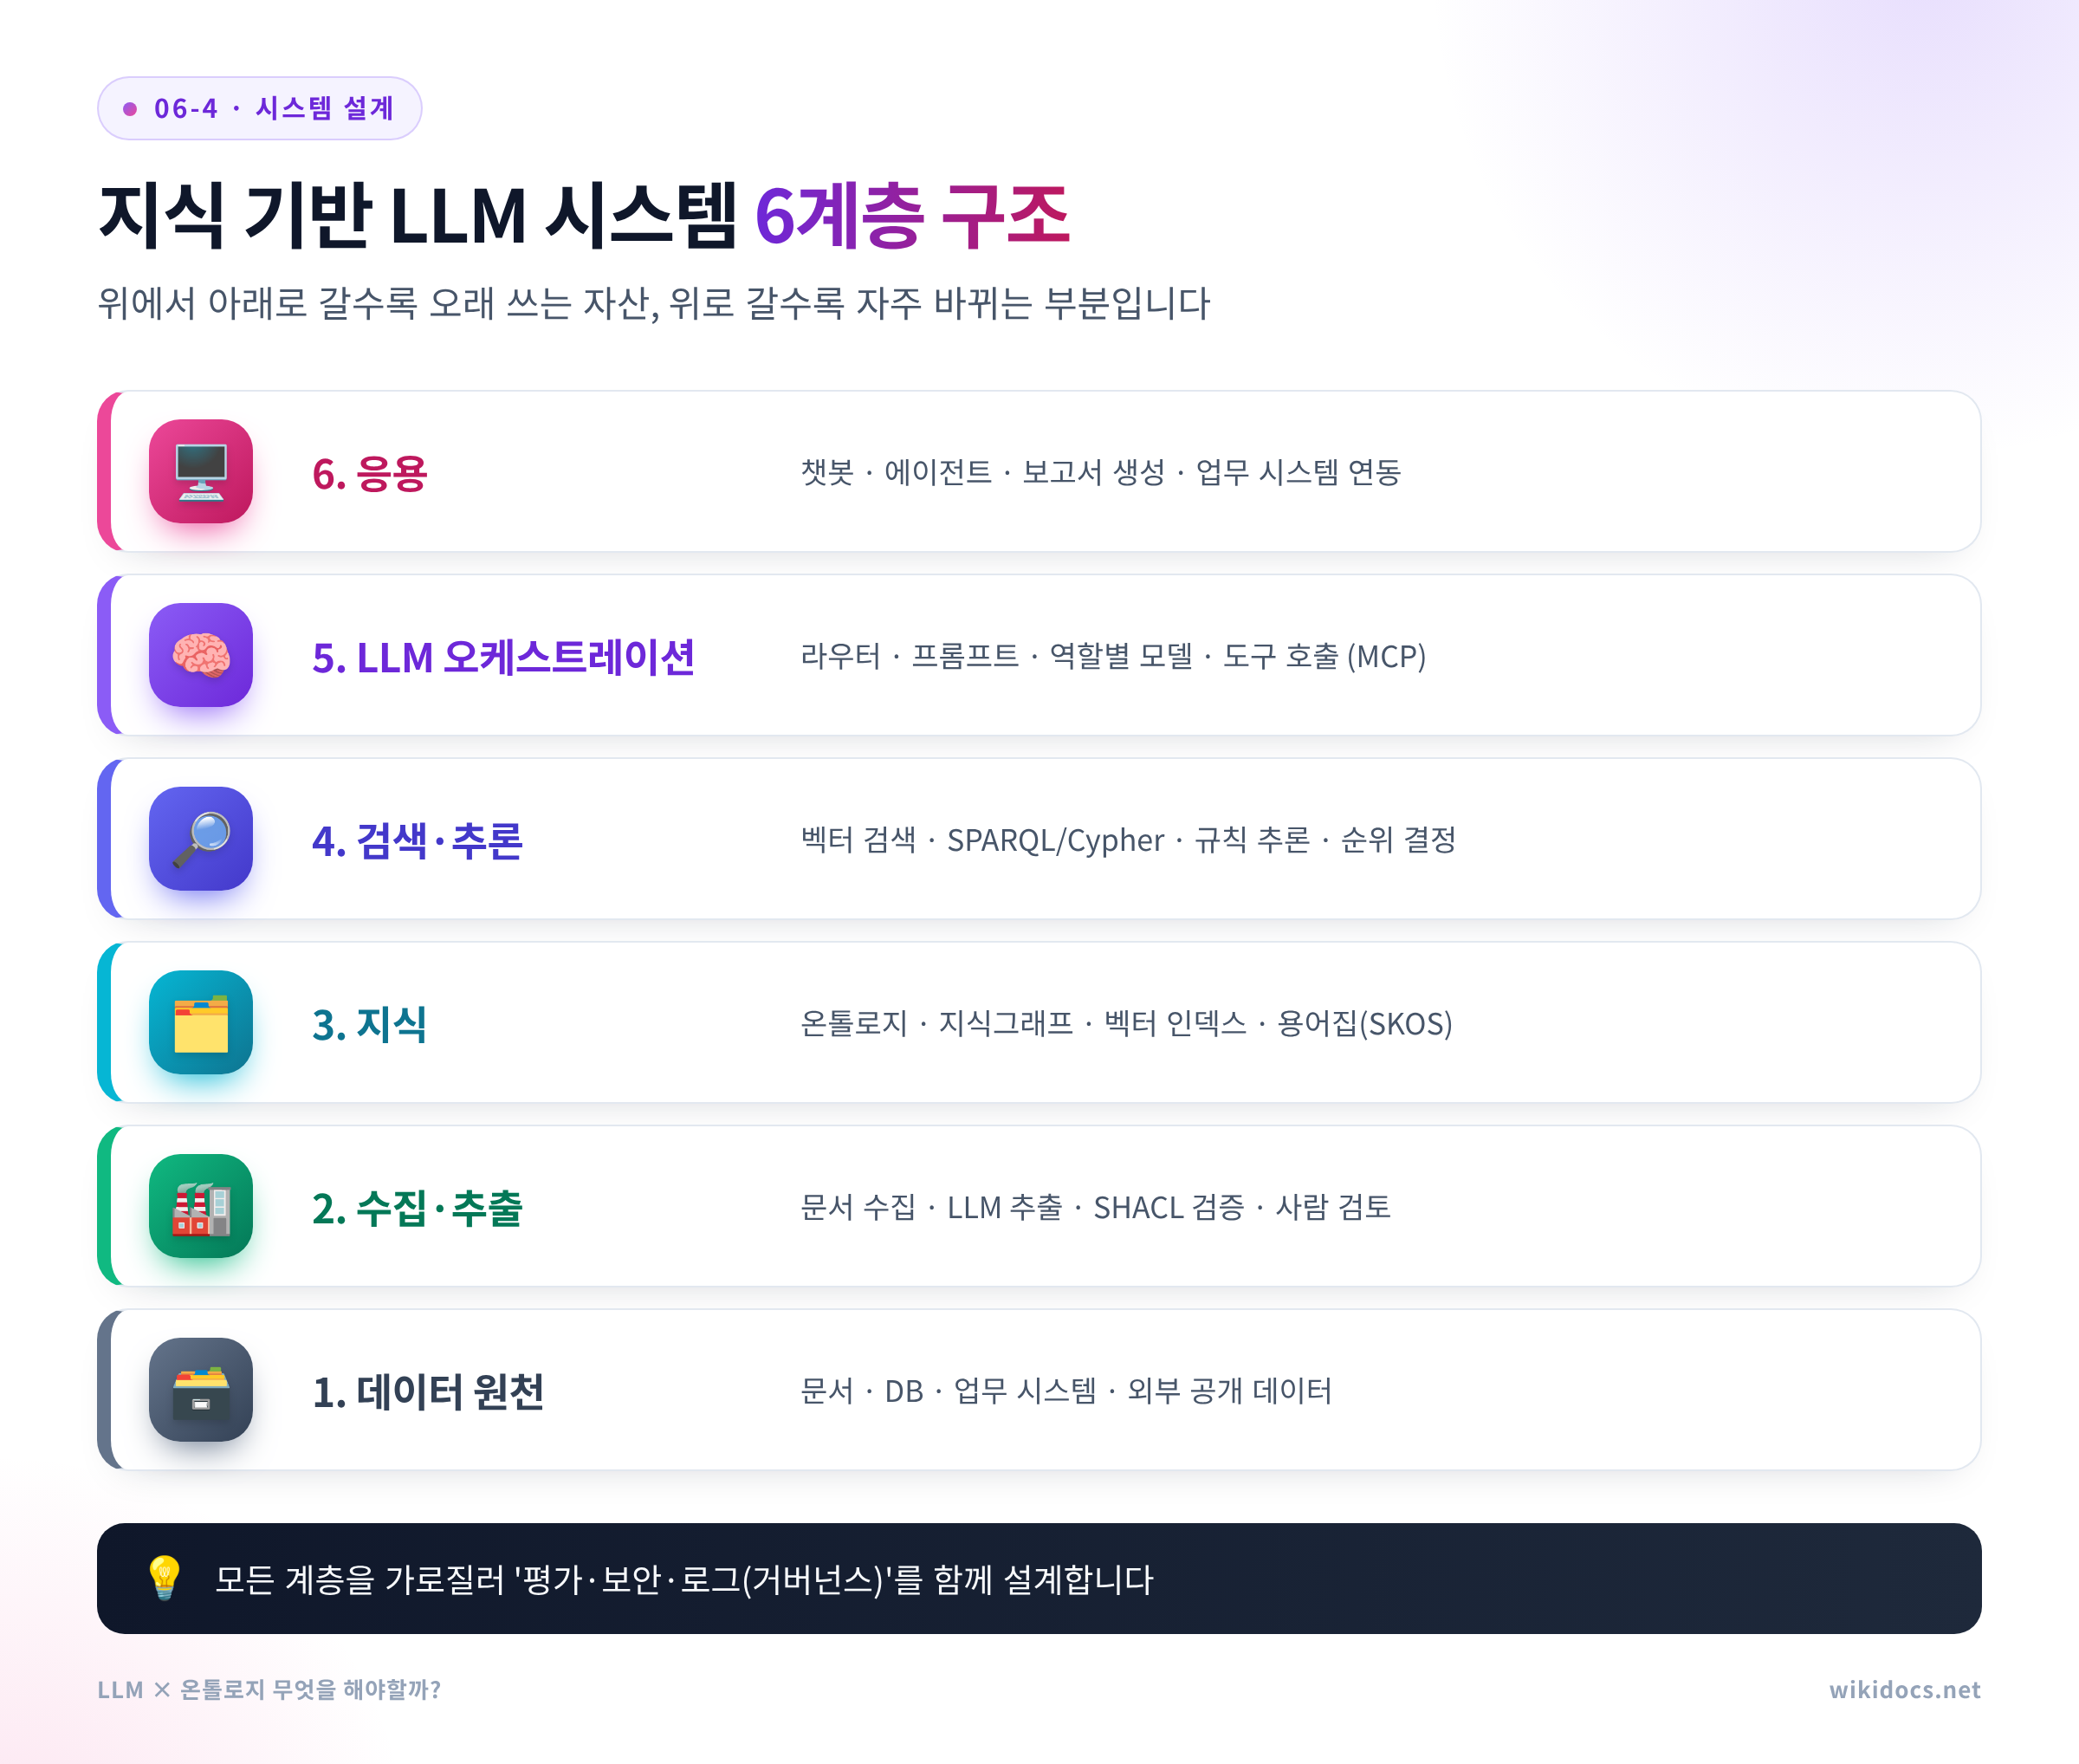 06-4 · 시스템 설계
지식 기반 LLM 시스템 6계층 구조
위에서 아래로 갈수록 오래 쓰는 자산, 위로 갈수록 자주 바뀌는 부분입니다
6. 응용
챗봇 · 에이전트 · 보고서 생성 · 업무 시스템 연동
5. LLM 오케스트레이션
라우터 · 프롬프트 · 역할별 모델 · 도구 호출 (MCP)
4. 검색·추론
벡터 검색 · SPARQL/Cypher · 규칙 추론 · 순위 결정
3. 지식
온톨로지 · 지식그래프 · 벡터 인덱스 · 용어집(SKOS)
2. 수집·추출
문서 수집 · LLM 추출 · SHACL 검증 · 사람 검토
1. 데이터 원천
문서 · DB · 업무 시스템 · 외부 공개 데이터
모든 계층을 가로질러 '평가·보안·로그(거버넌스)'를 함께 설계합니다
LLM × 온톨로지 무엇을 해야할까?
wikidocs.net